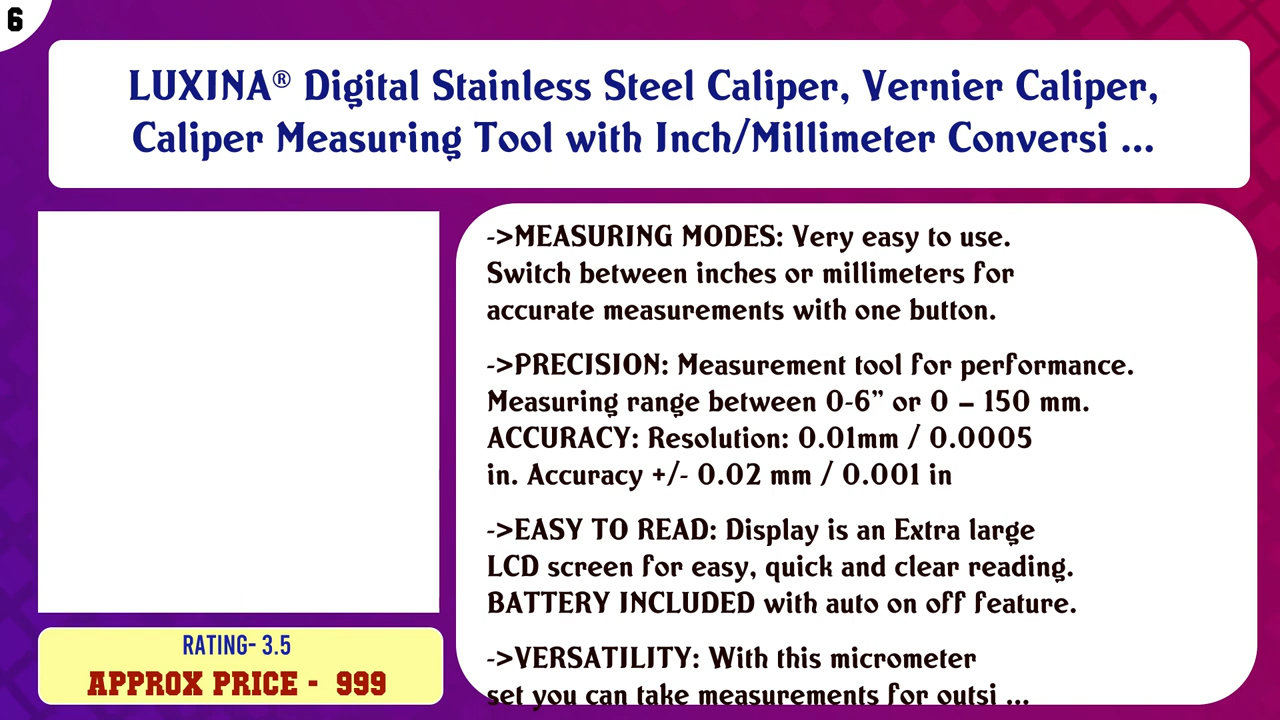 6
LUXINA® Digital Stainless Steel Caliper, Vernier Caliper,
Caliper Measuring Tool with Inch/Millimeter Conversi ...
->MEASURING MODES: Very easy to use.
Switch between inches or millimeters for
accurate measurements with one button.
->PRECISION: Measurement tool for performance.
Measuring range between 0-6” or 0 – 150 mm.
ACCURACY: Resolution: 0.01mm / 0.0005
in. Accuracy +/- 0.02 mm / 0.001 in
->EASY TO READ: Display is an Extra large
LCD screen for easy, quick and clear reading.
BATTERY INCLUDED with auto on off feature.
->VERSATILITY: With this micrometer
set you can take measurements for outsi ...
RATING- 3.5
APPROX PRICE - 999